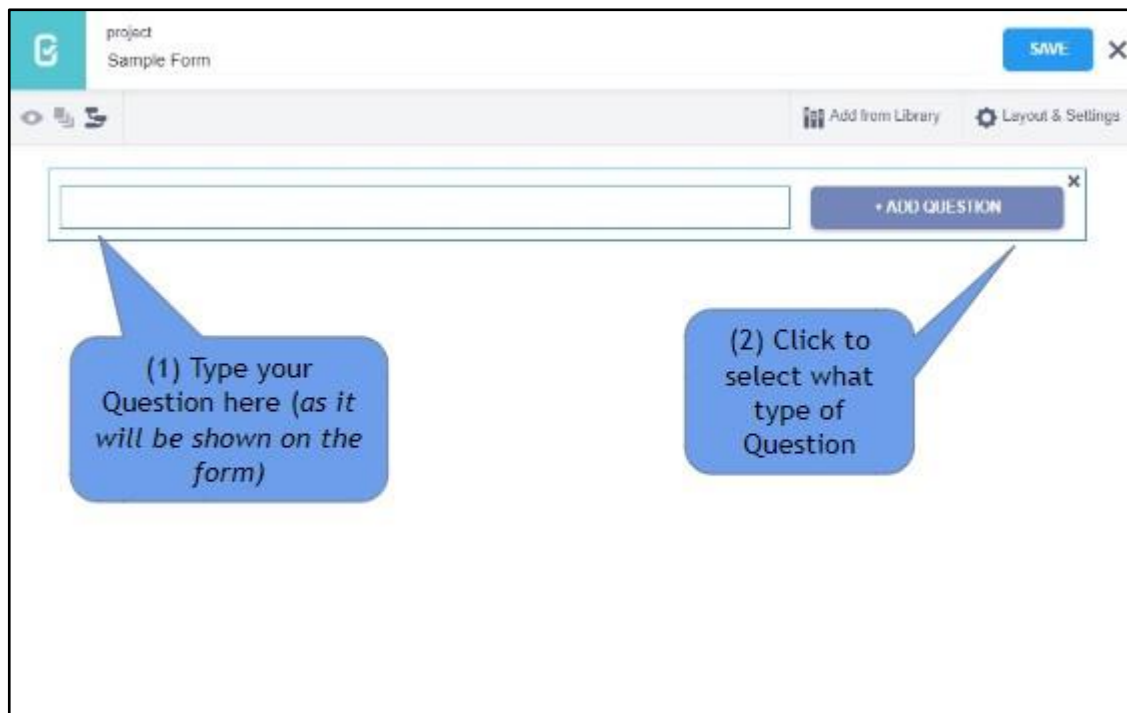 project
Sample Form
SAVE
Add from Library
Layout & Settings
+ ADD QUESTION
(1) Type your
Question here (as it
will be shown on the
form)
(2) Click to
select what
type of
Question